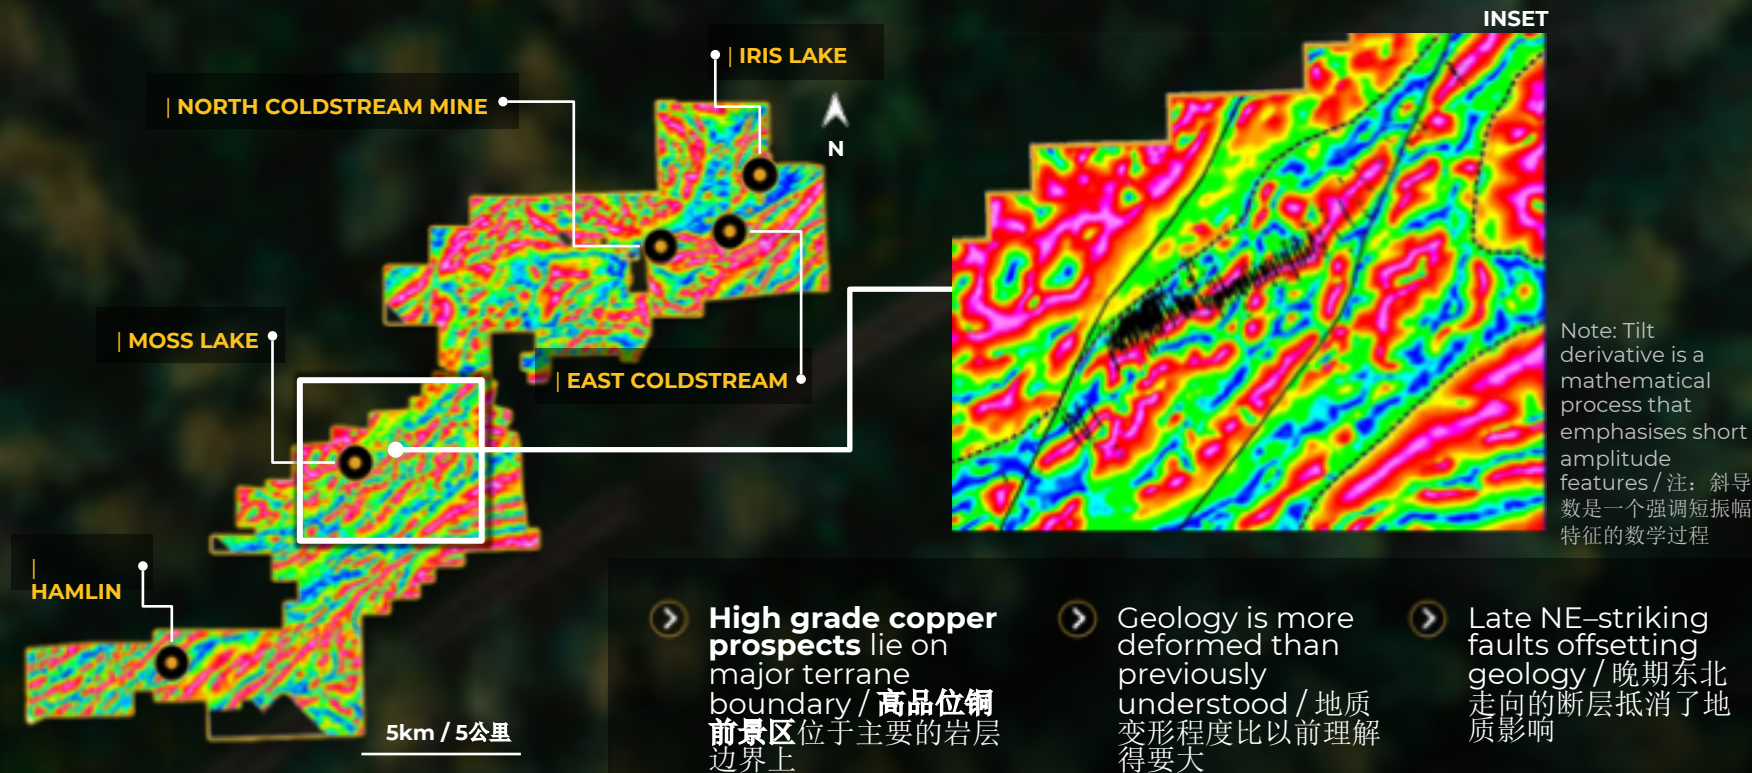 INSET
| IRIS LAKE
| NORTH COLDSTREAM MINE
N
| MOSS LAKE
| EAST COLDSTREAM
|
HAMLIN
5km / 5公里
Note: Tilt
derivative is a
mathematical
process that
emphasises short
amplitude
features / 注：斜导
数是一个强调短振幅
特征的数学过程
High grade copper
prospects lie on
major terrane
boundary / 高品位铜
前景区位于主要的岩层
边界上
Geology is more
deformed than
previously
understood / 地质
变形程度比以前理解
得要大
Late NE–striking
faults offsetting
geology / 晚期东北
走向的断层抵消了地
质影响